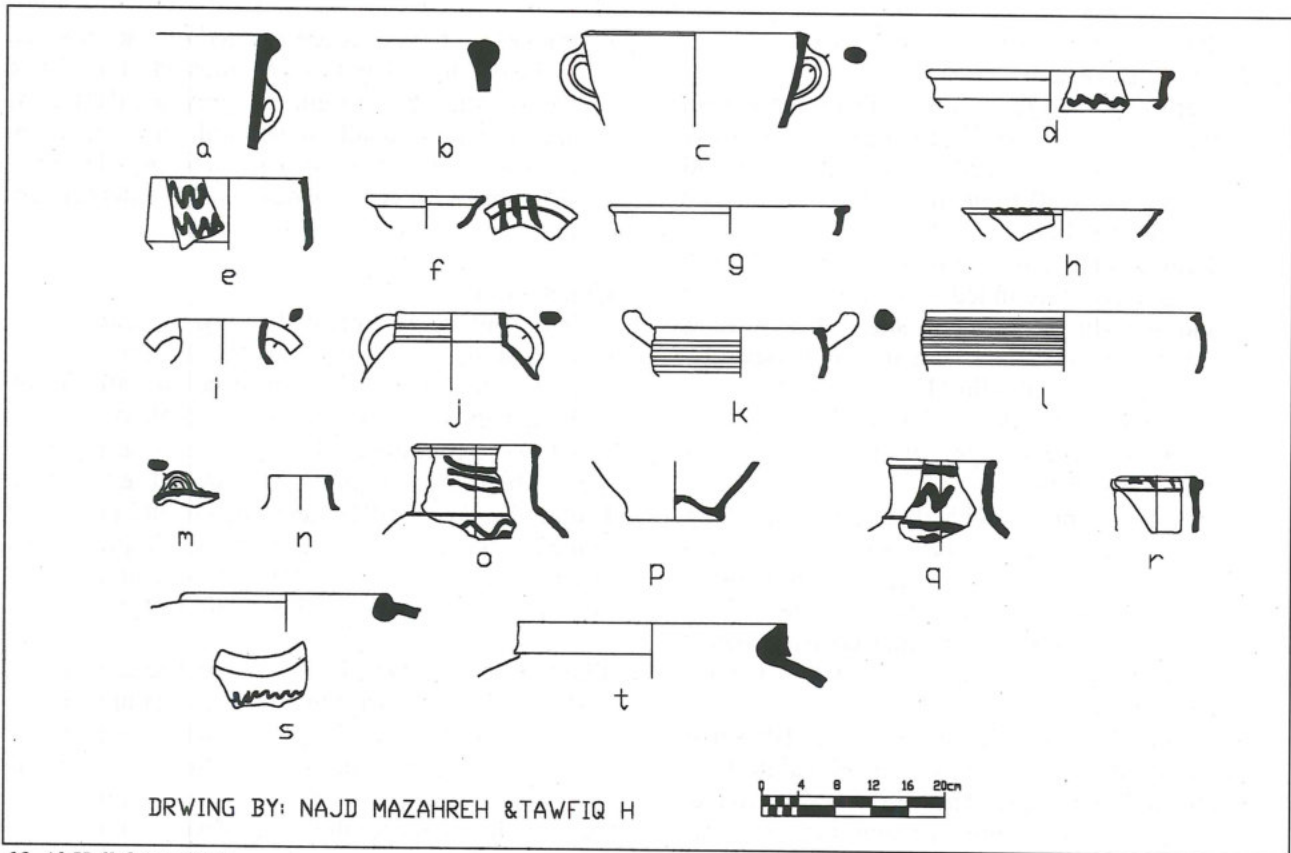 a b c d
e f g h
i j k l
m n o p q r
s t
0 4 8 12 16 20cm
DRWING BY: NAJD MAZAHREH &TAWFIQ H